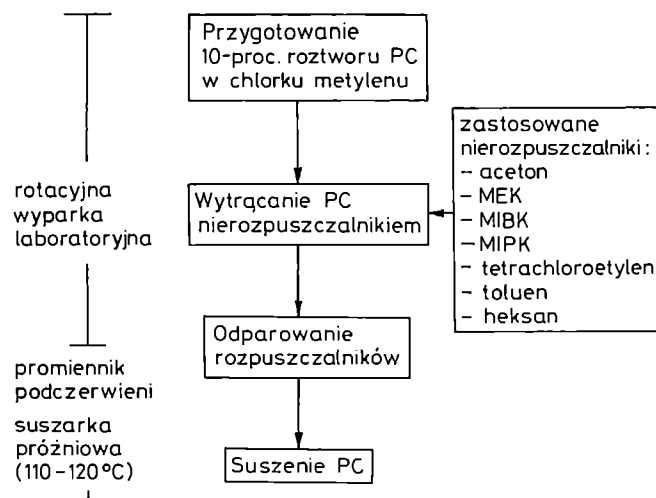 Przygotowanie
10-proc. roztworu PC
w chlorku metylenu
zastosowane
nierozpuszczalniki:
- aceton
- MEK
- MIBK
- MIPK
- tetrachloroetylen
- toluen
- heksan
rotacyjna
wyparka
laboratoryjna
Wytrącanie PC
nierozpuszczalnikiem
Odparowanie
rozpuszczalników
promiennik
podczerwieni
suszarka
próżniowa
(110-120°C)
Suszenie PC